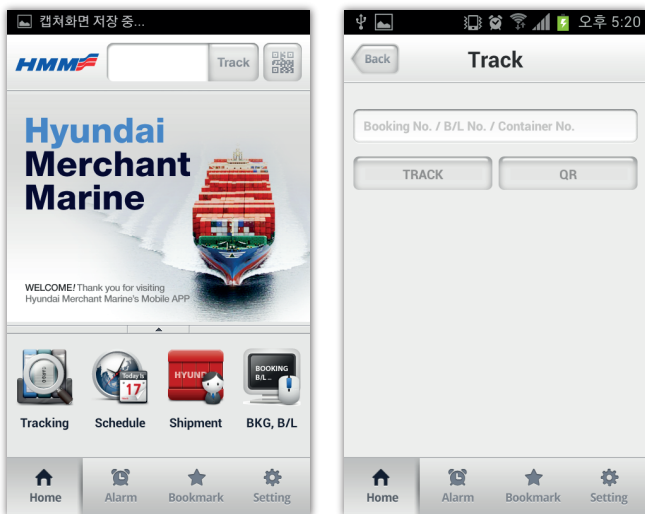 캡쳐화면 저장 중...
HMM
Track
Hyundai
Merchant
Marine
WELCOME! Thank you for visiting
Hyundai Merchant Marine's Mobile APP
Today is
17
HYUND
BOOKING
B/L..
Tracking
Schedule
Shipment
BKG, B/L
Home
Alarm
Bookmark
Setting
오후 5:20
Back
Track
Booking No. / B/L No. / Container No.
TRACK
QR
Home
Alarm
Bookmark
Setting